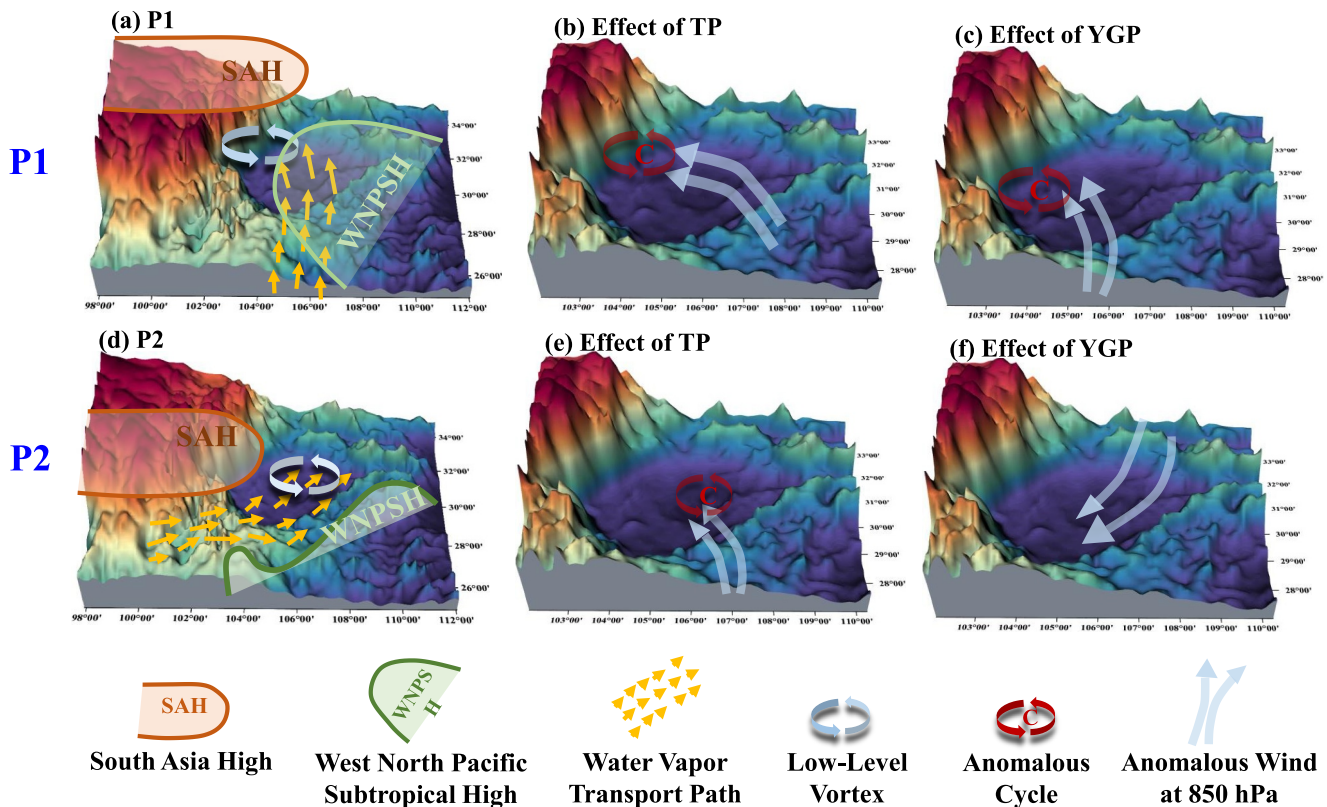 (a) P1
(b) Effect of TP
(c) Effect of YGP
P1
SAH
WNPSH
34°00'
32°00'
30°00'
28°00'
26°00'
98°00' 100°00' 102°00' 104°00' 106°00' 108°00' 110°00' 112°00'
C
33°00'
32°00'
31°00'
30°00'
29°00'
28°00'
103°00' 104°00' 105°00' 106°00' 107°00' 108°00' 109°00' 110°00'
C
33°00'
32°00'
31°00'
30°00'
29°00'
28°00'
103°00' 104°00' 105°00' 106°00' 107°00' 108°00' 109°00' 110°00'
(d) P2
(e) Effect of TP
(f) Effect of YGP
P2
SAH
WNPSH
34°00'
32°00'
30°00'
28°00'
26°00'
98°00' 100°00' 102°00' 104°00' 106°00' 108°00' 110°00' 112°00'
C
33°00'
32°00'
31°00'
30°00'
29°00'
28°00'
103°00' 104°00' 105°00' 106°00' 107°00' 108°00' 109°00' 110°00'
33°00'
32°00'
31°00'
30°00'
29°00'
28°00'
103°00' 104°00' 105°00' 106°00' 107°00' 108°00' 109°00' 110°00'
SAH
South Asia High
WNPS
H
West North Pacific
Subtropical High
Water Vapor
Transport Path
Low-Level
Vortex
C
Anomalous
Cycle
Anomalous Wind
at 850 hPa